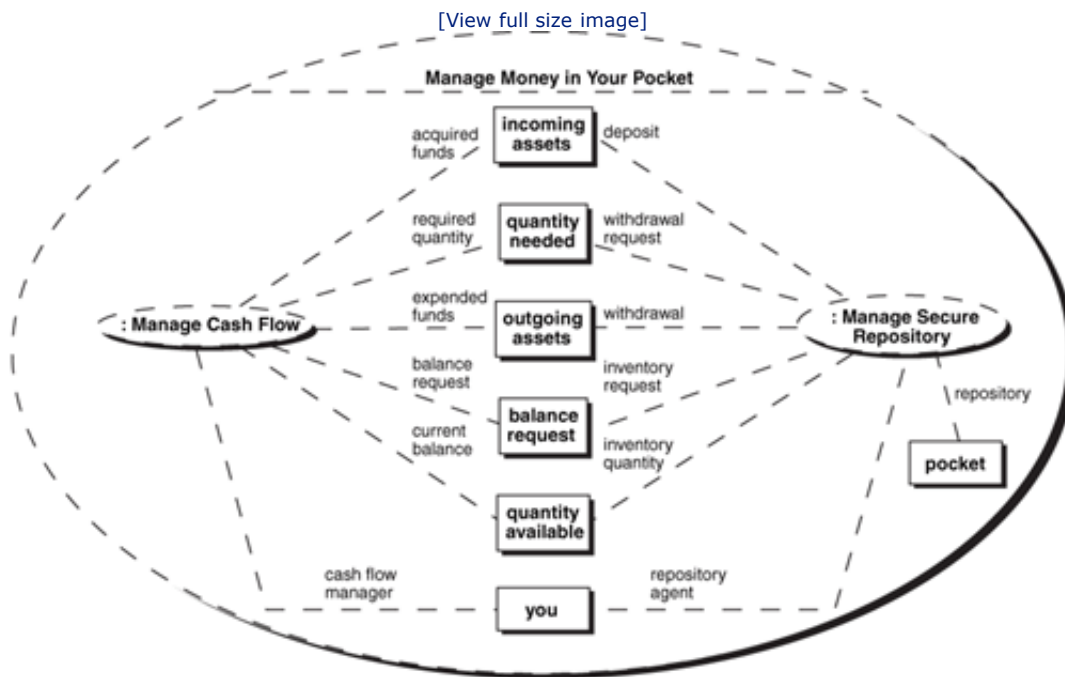 [View full size image]
Manage Money in Your Pocket
acquired
funds
incoming
assets
deposit
required
quantity
quantity
needed
withdrawal
request
expended
funds
outgoing
assets
withdrawal
: Manage Cash Flow
: Manage Secure
Repository
balance
request
balance
request
inventory
request
repository
current
balance
inventory
quantity
pocket
quantity
available
cash flow
manager
you
repository
agent